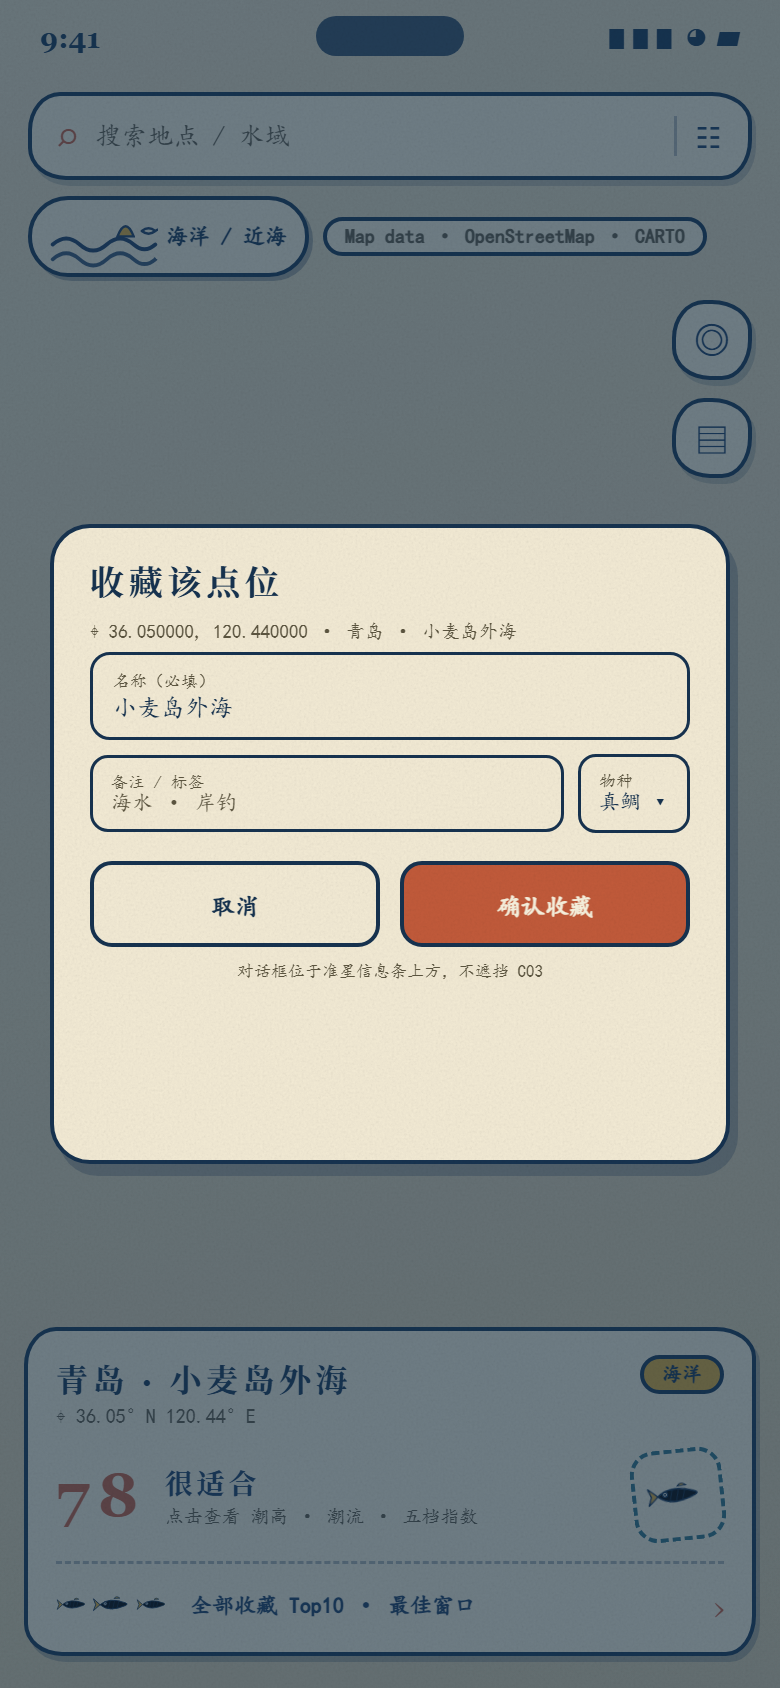 9:41
搜索地点 / 水域
海洋 / 近海
Map data • OpenStreetMap • CARTO
收藏该点位
⌖ 36.050000, 120.440000 • 青岛 • 小麦岛外海
名称（必填）
小麦岛外海
备注 / 标签
海水 • 岸钓
物种
真鲷 ▾
取消
确认收藏
对话框位于准星信息条上方，不遮挡 C03
青岛 · 小麦岛外海
海洋
⌖ 36.05° N 120.44° E
78
很适合
点击查看 潮高 • 潮流 • 五档指数
全部收藏 Top10 • 最佳窗口